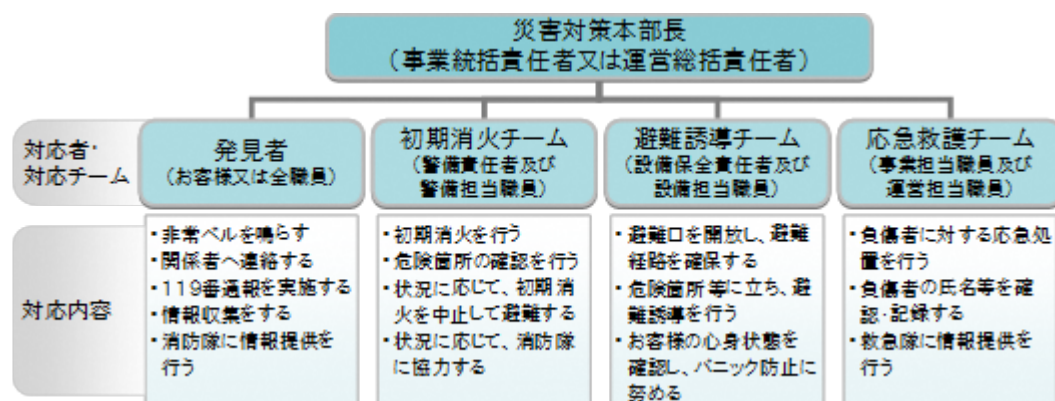 災害対策本部長
（事業統括責任者又は運営総括責任者）
対応者・
対応チーム
発見者
（お客様又は全職員）
初期消火チーム
（警備責任者及び
警備担当職員）
避難誘導チーム
（設備保全責任者及び
設備担当職員）
応急救護チーム
（事業担当職員及び
運営担当職員）
対応内容
・非常ベルを鳴らす
・関係者へ連絡する
・119番通報を実施する
・情報収集をする
・消防隊に情報提供を
行う
・初期消火を行う
・危険箇所の確認を行う
・状況に応じて、初期消
火を中止して避難する
・状況に応じて、消防隊
に協力する
・避難口を開放し、避難
経路を確保する
・危険箇所等に立ち、避
難誘導を行う
・お客様の心身状態を
確認し、パニック防止に
努める
・負傷者に対する応急処
置を行う
・負傷者の氏名等を確
認・記録する
・救急隊に情報提供を
行う